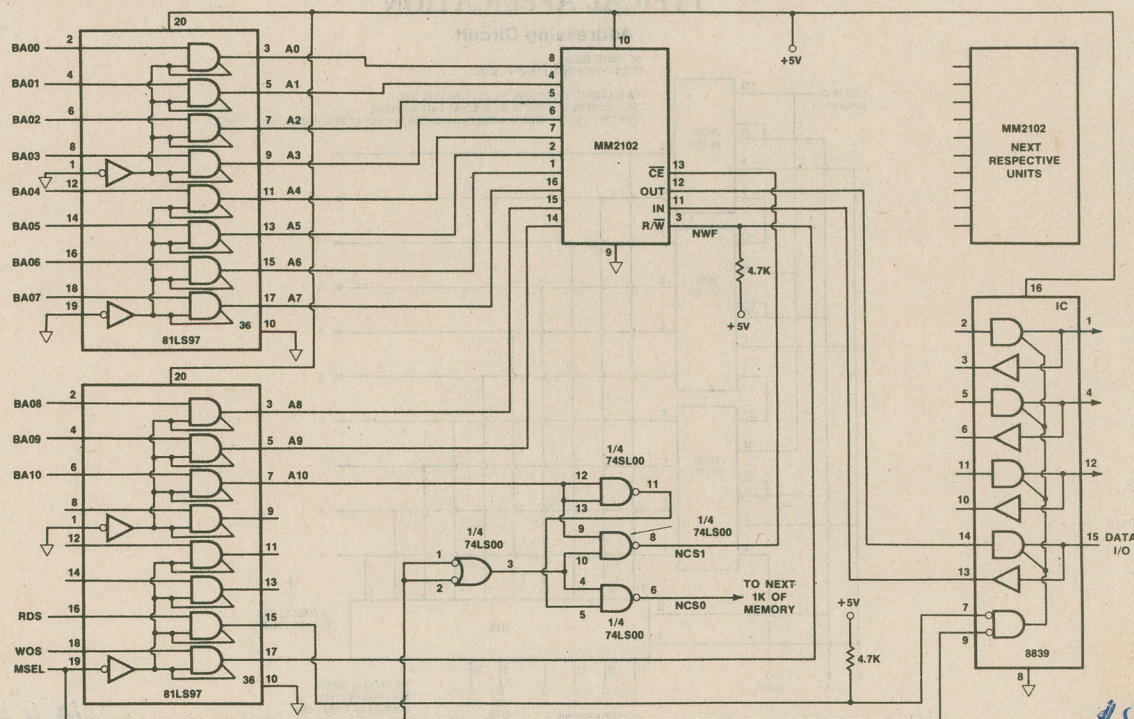 20
BA00
2
3
A0
BA01
4
5
A1
BA02
6
7
A2
BA03
8
9
A3
1
BA04
12
11
A4
BA05
14
13
A5
BA06
16
15
A6
BA07
18
17
A7
19
36
10
81LS97
10
8
4
5
6
7
2
1
16
15
14
MM2102
CE
13
OUT
12
IN
11
R/W
3
NWF
9
4.7K
+5V
+5V
MM2102
NEXT
RESPECTIVE
UNITS
20
BA08
2
3
A8
BA09
4
5
A9
BA10
6
7
A10
8
9
1
12
11
14
13
RDS
16
15
WOS
18
17
MSEL
19
36
10
81LS97
1/4
74SL00
12
11
13
1/4
74LS00
9
8
NCS1
10
1/4
74LS00
1
3
2
4
6
NCS0
5
1/4
74LS00
TO NEXT
1K OF
MEMORY
+5V
4.7K
16
IC
2
1
3
5
4
6
11
12
10
14
15
DATA
I/O
13
7
9
8839
8